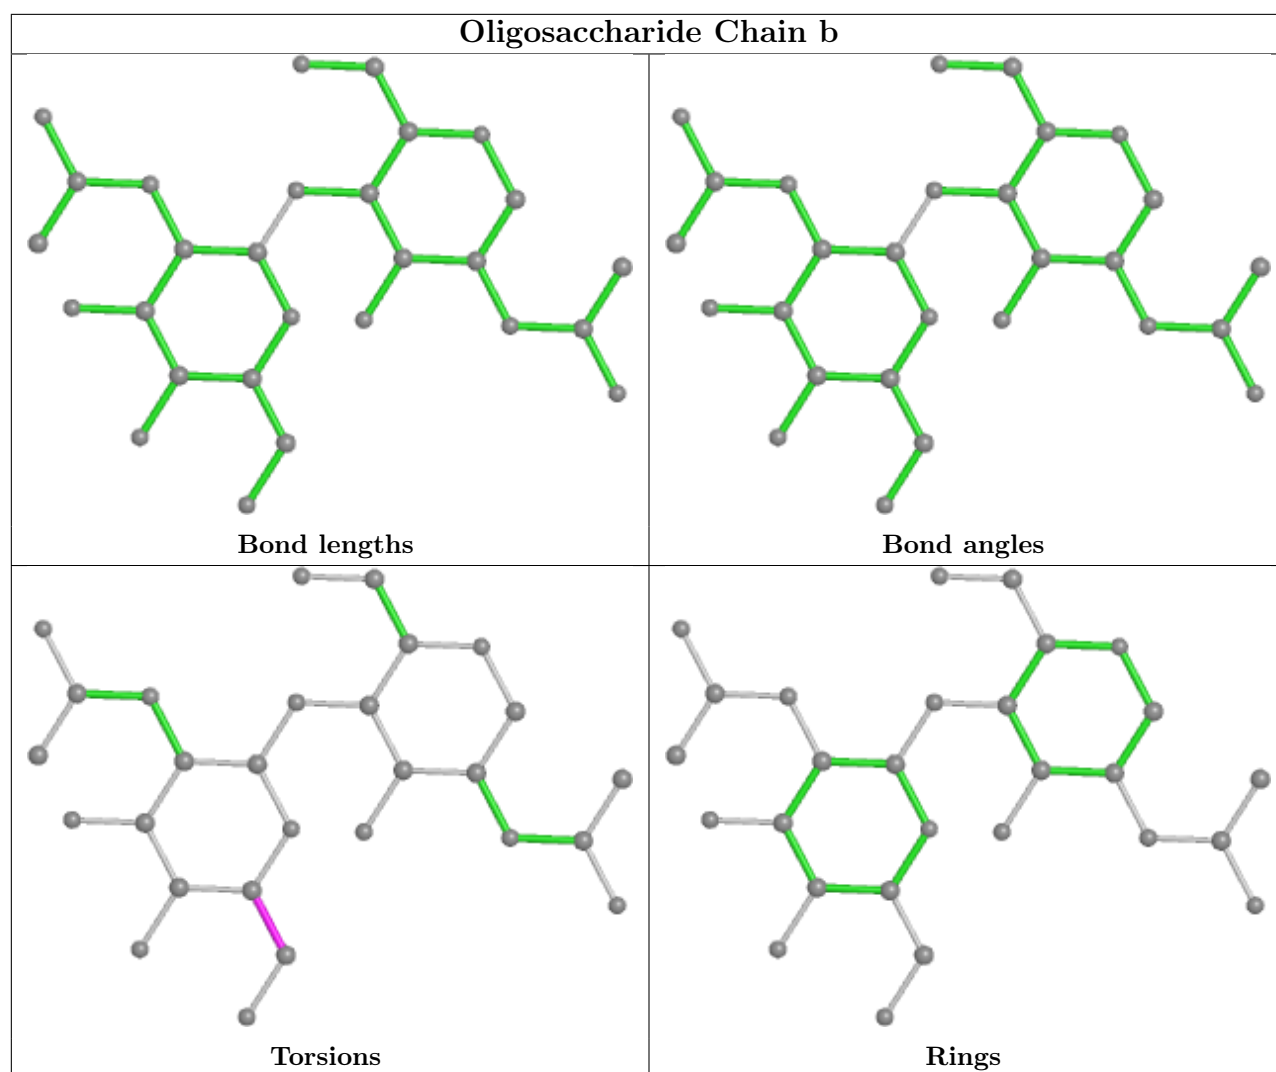 Oligosaccharide Chain b
Bond lengths
Bond angles
Torsions
Rings